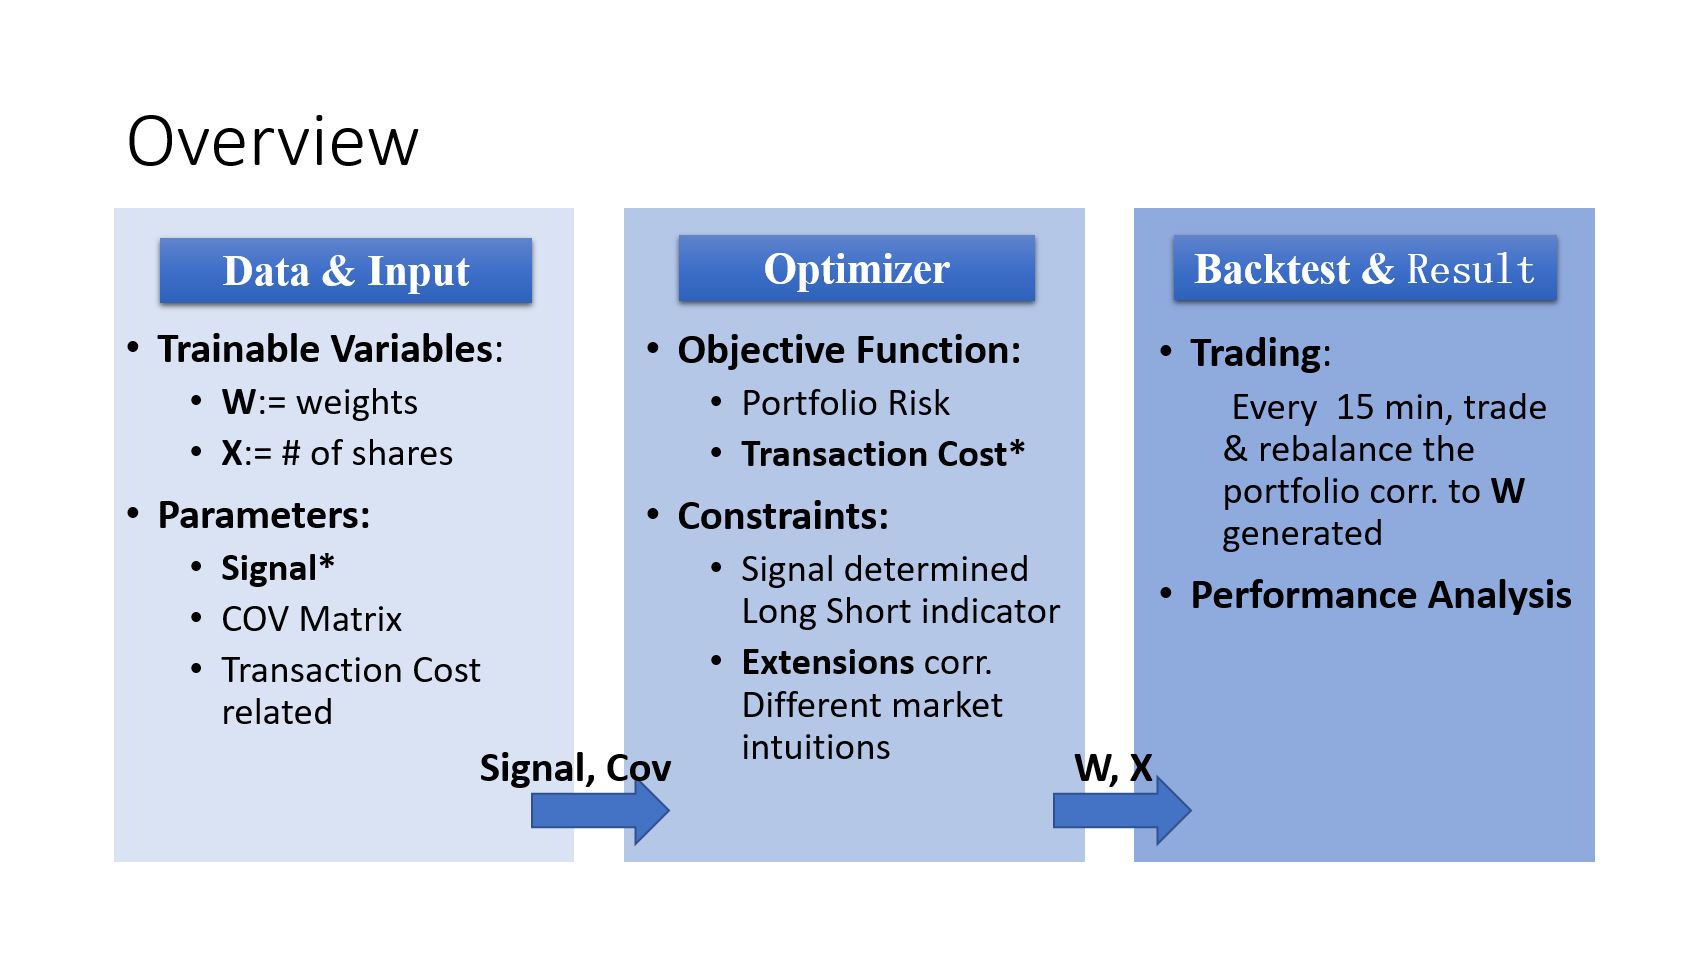 Overview
Data & Input
• Trainable Variables:
• W:= weights
• X:= # of shares
• Parameters:
• Signal*
• COV Matrix
• Transaction Cost
related
Signal, Cov
Optimizer
• Objective Function:
• Portfolio Risk
• Transaction Cost*
• Constraints:
• Signal determined
Long Short indicator
• Extensions corr.
Different market
intuitions
W, X
Backtest & Result
• Trading:
Every  15 min, trade
& rebalance the
portfolio corr. to W
generated
• Performance Analysis